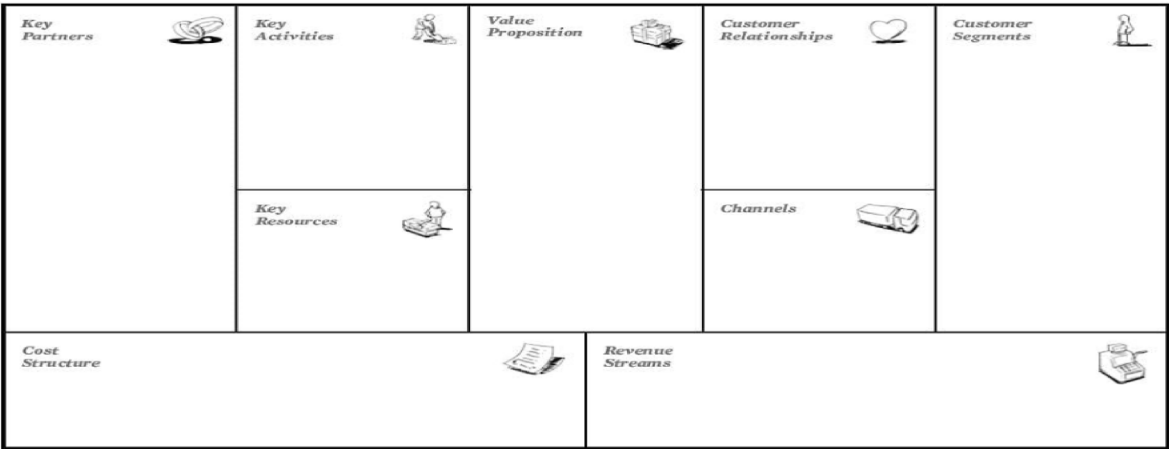 Key
Partners
Key
Activities
Value
Proposition
Customer
Relationships
Customer
Segments
Key
Resources
Channels
Cost
Structure
Revenue
Streams